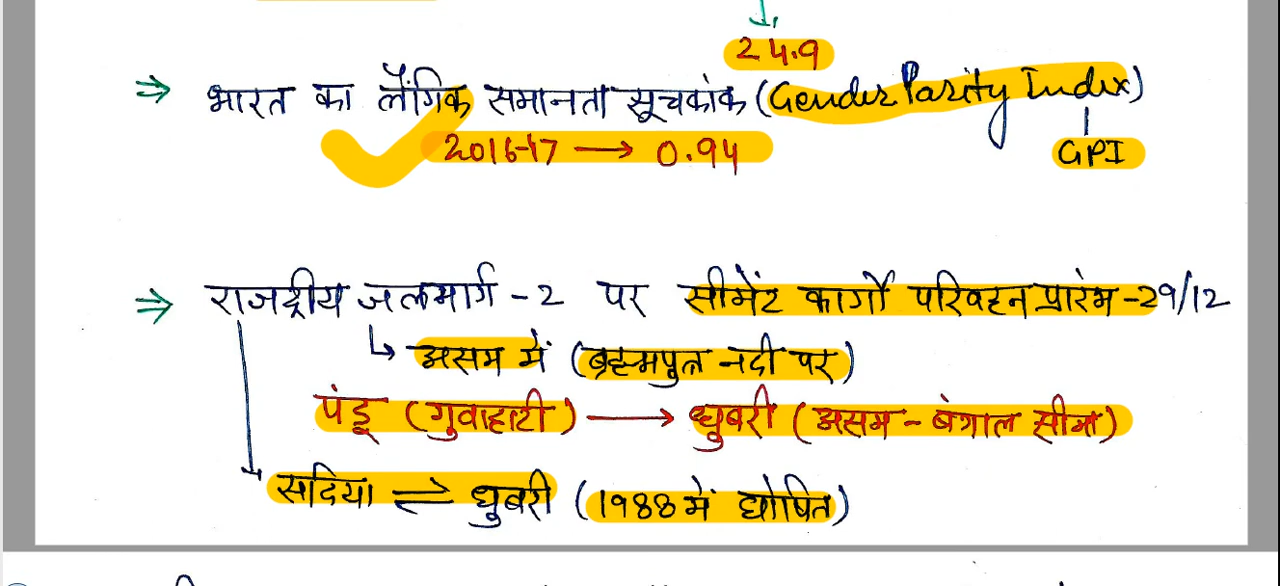 24.9
⇒ भारत का लैंगिक समानता सूचकांक (Gender Parity Index)
2016-17 → 0.94
GPI
⇒ राजट्रीय जलमार्ग - 2 पर सीमेंट कार्गो परिवहन प्रारंभ - 29/12
↳ असम में (ब्रह्मपुत्र नदी पर)
पंडू (गुवाहाटी) → धुबरी (असम - बंगाल सीमा)
सदिया ⇌ धुबरी (1988 में घोषित)